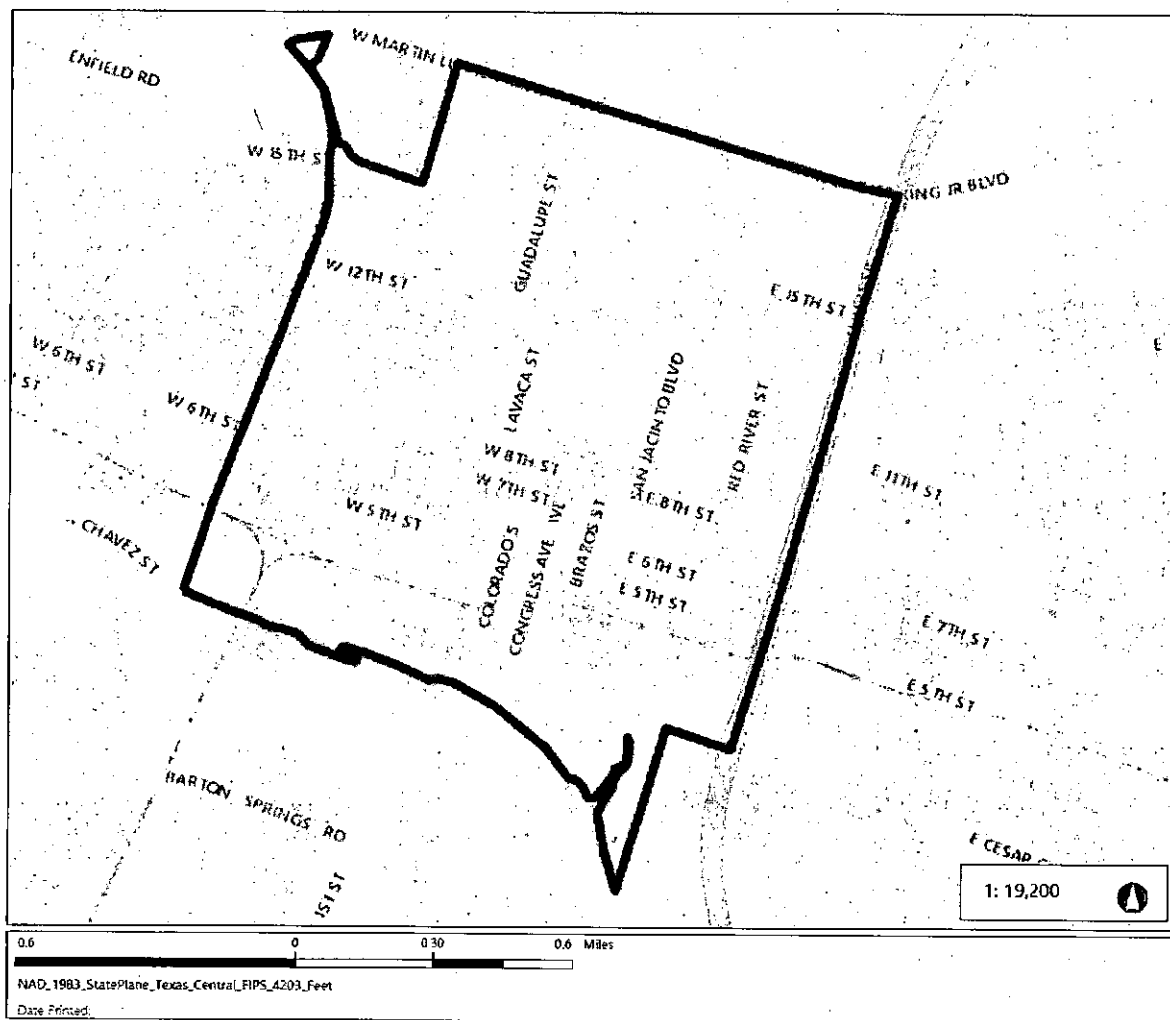 W MARTIN LU
ENFIELD RD
W 15TH S
KING JR BLVD
GUADALUPE ST
W 12TH ST
E 15TH ST
E
W 6TH ST
ST
LAVACA ST
SAN JACINTO BLVD
RED RIVER ST
W 6TH ST
W 8TH ST
W 7TH ST
E 8TH ST
E 11TH ST
W 5TH ST
CHAVEZ ST
COLORADO S
CONGRESS AVE
BRAZOS ST
E 6TH ST
E 5TH ST
E 7TH ST
E 5TH ST
BARTON SPRINGS RD
1ST ST
E CESAR
1: 19,200
0.6 0 0.30 0.6 Miles
NAD_1983_StatePlane_Texas_Central_FIPS_4203_Feet
Date Printed: